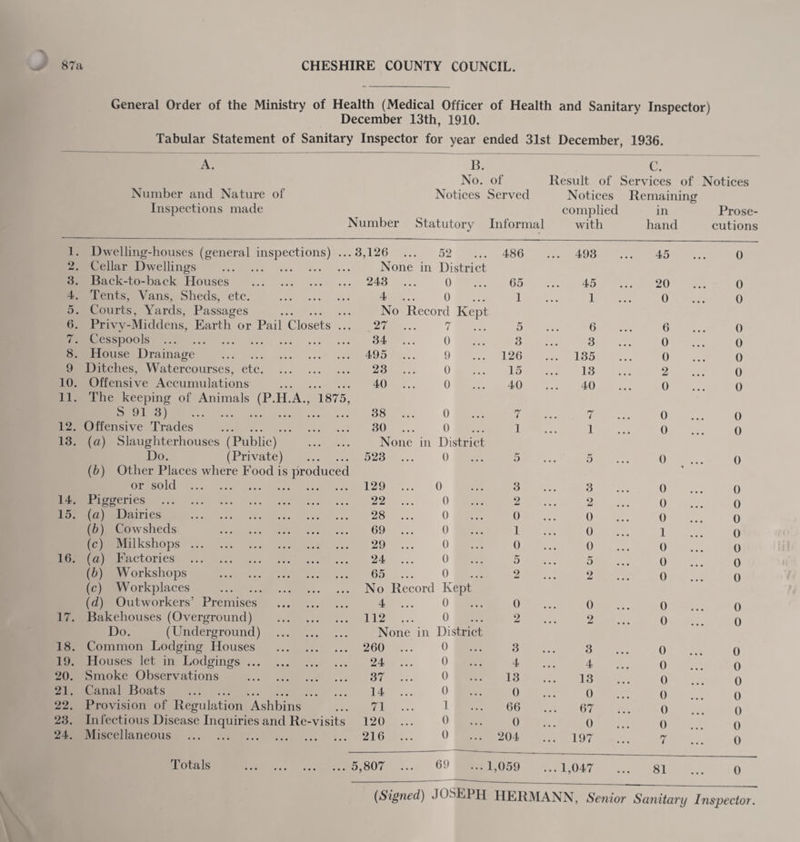 87a CHESHIRE COUNTY COUNCIL.
General Order of the Ministry of Health (Medical Officer of Health and Sanitary Inspector)
December 13th, 1910.
Tabular Statement of Sanitary Inspector for year ended 31st December, 1936.
A. B. C.
No. of Result of Services of Notices
Number and Nature of Notices Served Notices Remaining
Inspections made complied in Prose-
Number Statutory Informal with hand cutions
1. Dwelling-houses (general inspections) ... 3,126 ... 52 ... 486 ... 493 ... 45 ... 0
2. Cellar Dwellings ... ... ... ... ... None in District
3. Back-to-back Houses ... ... ... ... 243 ... 0 ... 65 ... 45 ... 20 ... 0
4. Tents, Vans, Sheds, etc. ... ... ... 4 ... 0 ... 1 ... 1 ... 0 ... 0
5. Courts, Yards, Passages ... ... ... No Record Kept
6. Privy-Middens, Earth or Pail Closets ... 27 ... 7 ... 5 ... 6 ... 6 ... 0
7. Cesspools ... ... ... ... ... ... ... 34 ... 0 ... 3 ... 3 ... 0 ... 0
8. House Drainage ... ... ... ... ... 495 ... 9 ... 126 ... 135 ... 0 ... 0
9 Ditches, Watercourses, etc. ... ... ... 23 ... 0 ... 15 ... 13 ... 2 ... 0
10. Offensive Accumulations ... ... ... 40 ... 0 ... 40 ... 40 ... 0 ... 0
11. The keeping of Animals (P.H.A., 1875,
S 91 3) ... ... ... ... ... ... 38 ... 0 ... 7 ... 7 ... 0 ... 0
12. Offensive Trades ... ... ... ... ... 30 ... 0 ... 1 ... 1 ... 0 ... 0
13. (a) Slaughterhouses (Public) ... ... None in District
Do. (Private) ... ... 523 ... 0 ... 5 ... 5 ... 0 ... 0
(b) Other Places where Food is produced
or sold ... ... ... ... ... ... 129 ... 0 ... 3 ... 3 ... 0 ... 0
14. Piggeries ... ... ... ... ... ... ... 22 ... 0 ... 2 ... 2 ... 0 ... 0
15. (a) Dairies ... ... ... ... ... ... 28 ... 0 ... 0 ... 0 ... 0 ... 0
(b) Cowsheds ... ... ... ... ... 69 ... 0 ... 1 ... 0 ... 1 ... 0
(c) Milkshops ... ... ... ... ... ... 29 ... 0 ... 0 ... 0 ... 0 ... 0
16. (a) Factories ... ... ... ... ... ... 24 ... 0 ... 5 ... 5 ... 0 ... 0
(b) Workshops ... ... ... ... ... 65 ... 0 ... 2 ... 2 ... 0 ... 0
(c) Workplaces ... ... ... ... ... No Record Kept
(d) Outworkers' Premises ... ... ... 4 ... 0 ... 0 ... 0 ... 0 ... 0
17. Bakehouses (Overground) ... ... ... 112 ... 0 ... 2 ... 2 ... 0 ... 0
Do. (Underground) ... ... ... None in District
18. Common Lodging Houses ... ... ... 260 ... 0 ... 3 ... 3 ... 0 ... 0
19. Houses let in Lodgings ... ... ... ... 24 ... 0 ... 4 ... 4 ... 0 ... 0
20. Smoke Observations ... ... ... ... 37 ... 0 ... 13 ... 13 ... 0 ... 0
21. Canal Boats ... ... ... ... ... ... 14 ... 0 ... 0 ... 0 ... 0 ... 0
22. Provision of Regulation Ashbins ... 71 ... 1 ... 66 ... 67 ... 0 ... 0
23. Infectious Disease Inquiries and Re-visits 120 ... 0 ... 0 ... 0 ... 0 ... 0
24. Miscellaneous ... ... ... ... ... ... 216 ... 0 ... 204 ... 197 ... 7 ... 0
Totals ... ... ... ... 5,807 ... 69 ... 1,059 ... 1,047 ... 81 ... 0
(Signed) JOSEPH HERMANN, Senior Sanitary Inspector.